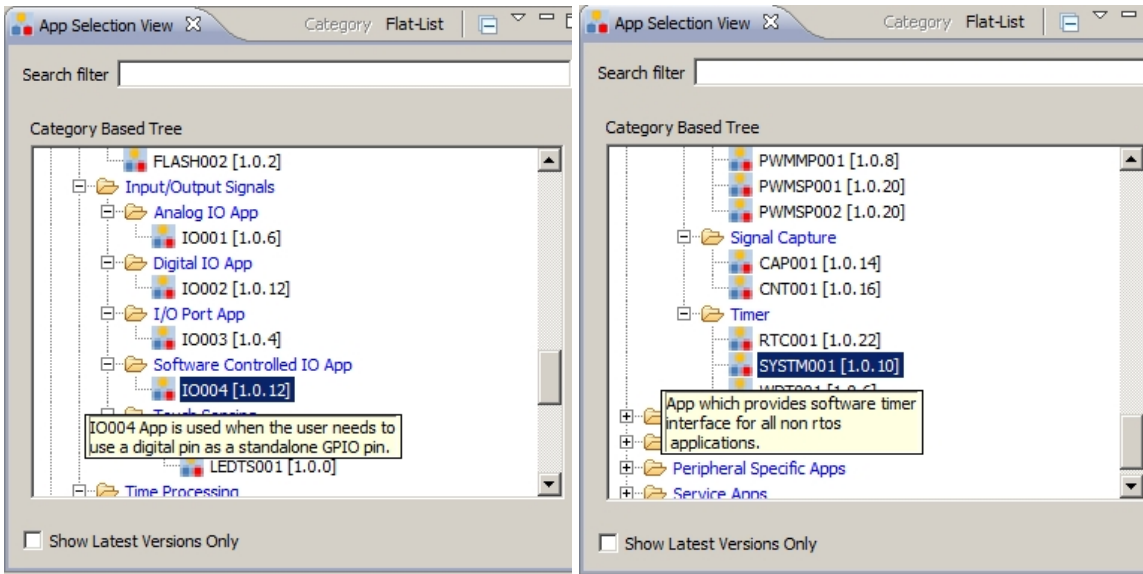 App Selection View
Category Flat-List
Search filter
Category Based Tree
FLASH002 [1.0.2]
Input/Output Signals
Analog IO App
IO001 [1.0.6]
Digital IO App
IO002 [1.0.12]
I/O Port App
IO003 [1.0.4]
Software Controlled IO App
IO004 [1.0.12]
Touch Sensing
IO004 App is used when the user needs to
use a digital pin as a standalone GPIO pin.
LEDTS001 [1.0.0]
Time Processing
Show Latest Versions Only
App Selection View
Category Flat-List
Search filter
Category Based Tree
PWMMP001 [1.0.8]
PWMSP001 [1.0.20]
PWMSP002 [1.0.20]
Signal Capture
CAP001 [1.0.14]
CNT001 [1.0.16]
Timer
RTC001 [1.0.22]
SYSTM001 [1.0.10]
WDT001 [1.0.6]
App which provides software timer
interface for all non rtos
applications.
Peripheral Specific Apps
Service Apps
Show Latest Versions Only